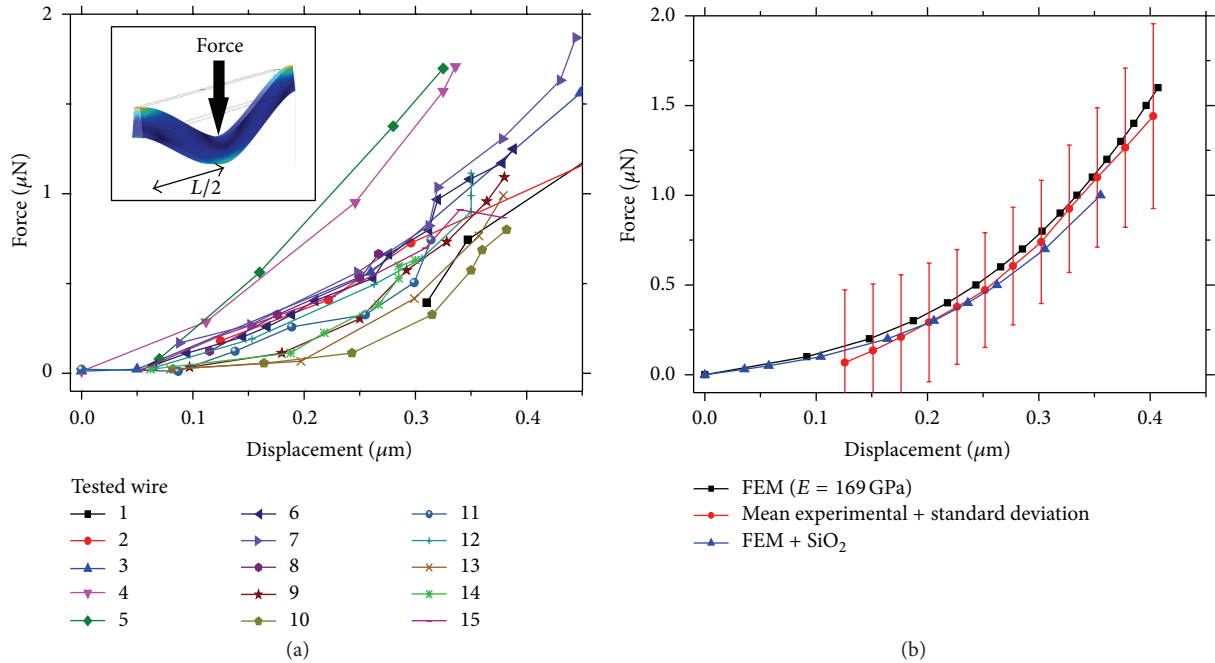 2
1
0
Force (μN)
Force
L/2
0.0 0.1 0.2 0.3 0.4
Displacement (μm)
Tested wire
1 6 11
2 7 12
3 8 13
4 9 14
5 10 15
(a)
2.0
1.5
1.0
0.5
0.0
Force (μN)
0.0 0.1 0.2 0.3 0.4
Displacement (μm)
FEM (E = 169 GPa)
Mean experimental + standard deviation
FEM + SiO₂
(b)